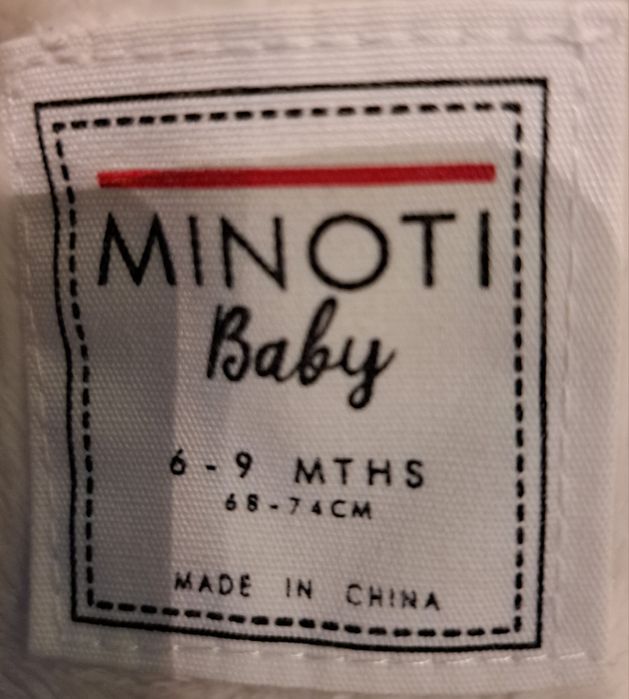 MINOTI
Baby
6 - 9 MTHS
68-74CM
MADE IN CHINA